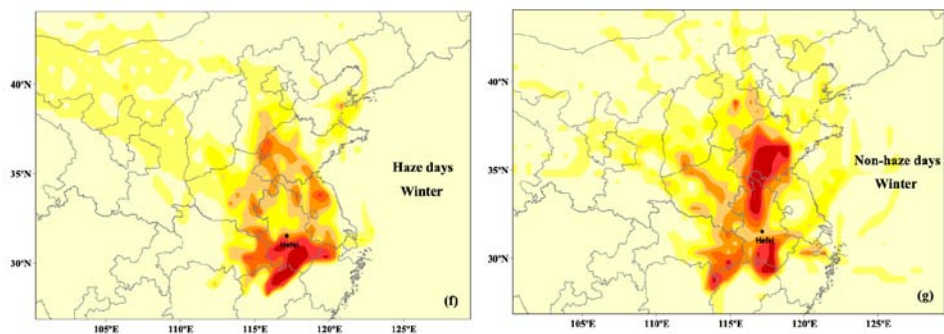 40°N
35°N
30°N
105°E 110°E 115°E 120°E 125°E
Haze days
Winter
Hefei
(f)
40°N
35°N
30°N
105°E 110°E 115°E 120°E 125°E
Non-haze days
Winter
Hefei
(g)